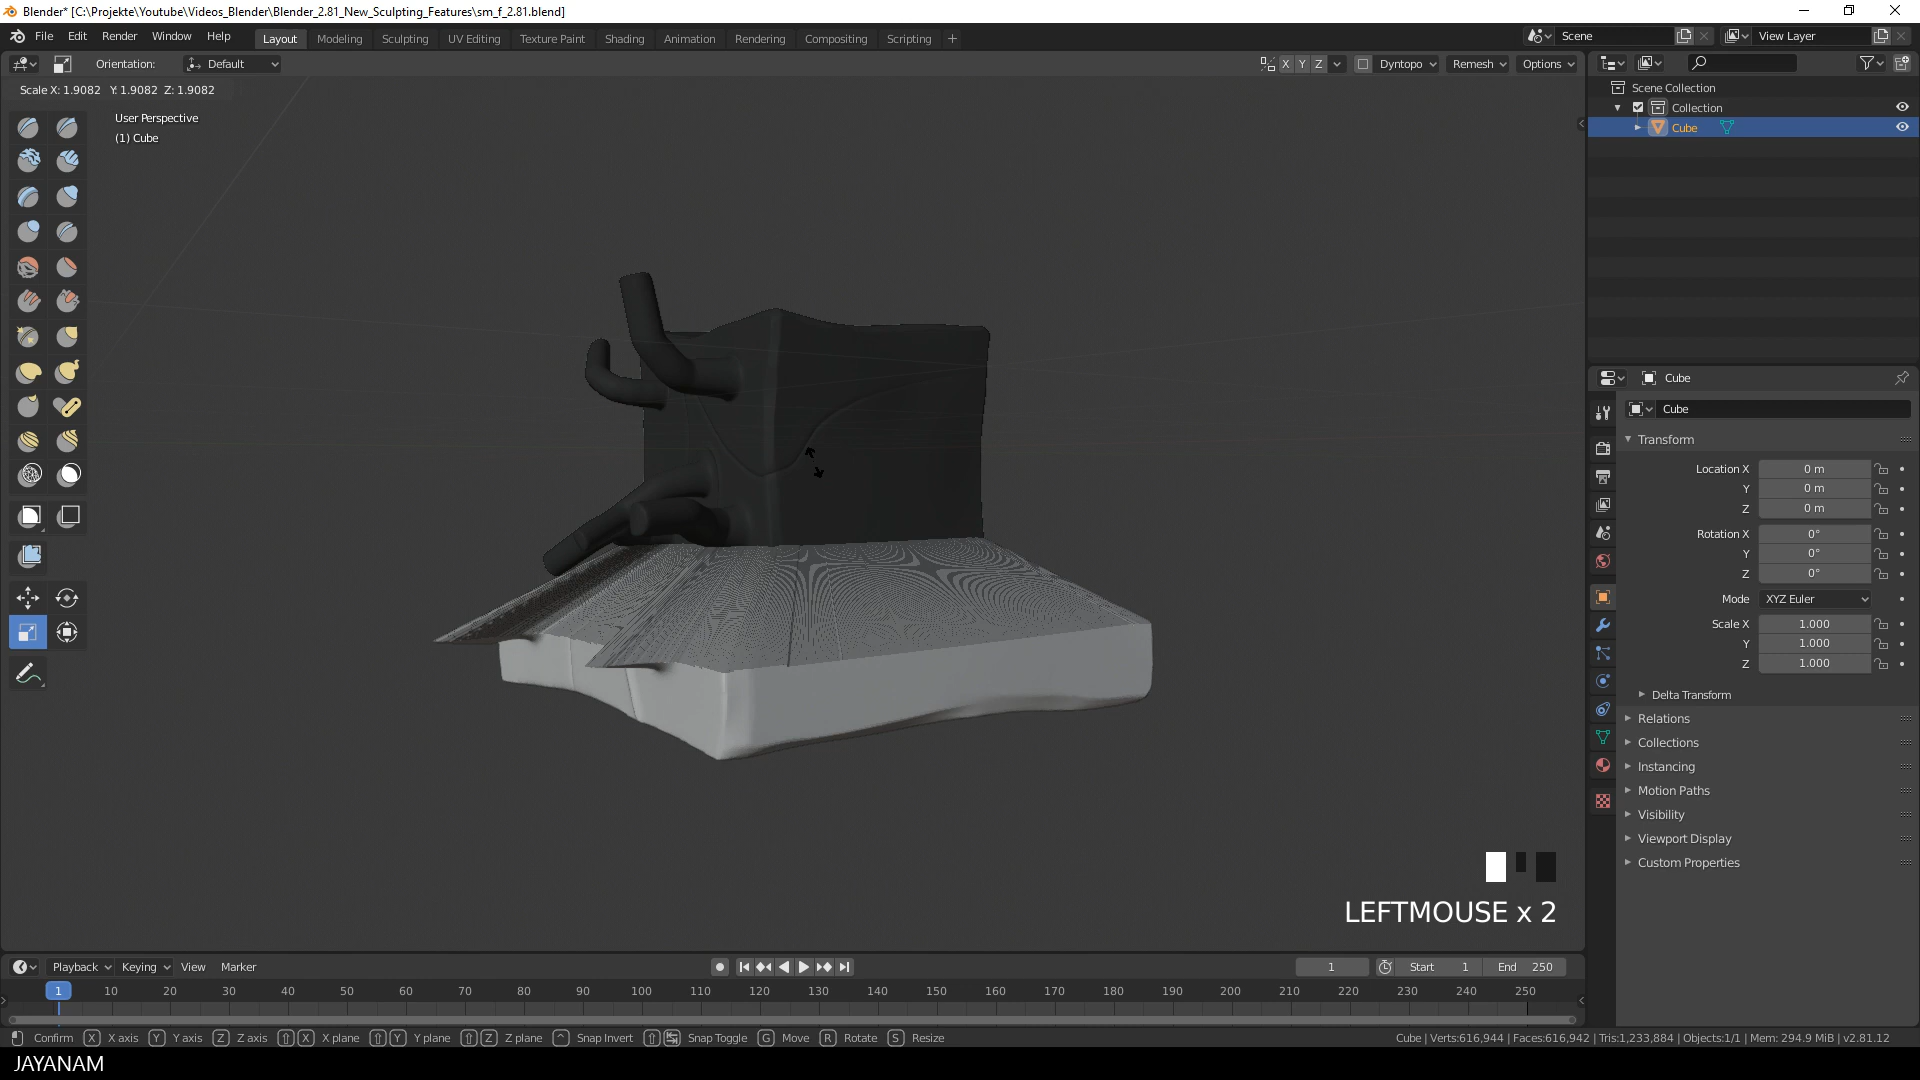 Blender* [C:\Projekte\Youtube\Videos_Blender\Blender_2.81_New_Sculpting_Features\sm_f_2.81.blend]
File Edit Render Window Help Layout Modeling Sculpting UV Editing Texture Paint Shading Animation Rendering Compositing Scripting + Scene View Layer
Orientation: Default X Y Z Dyntopo Remesh Options
Scale X: 1.9082 Y: 1.9082 Z: 1.9082
User Perspective
(1) Cube
Scene Collection
Collection
Cube
Cube
Cube
Transform
Location X 0 m
Y 0 m
Z 0 m
Rotation X 0°
Y 0°
Z 0°
Mode XYZ Euler
Scale X 1.000
Y 1.000
Z 1.000
Delta Transform
Relations
Collections
Instancing
Motion Paths
Visibility
Viewport Display
Custom Properties
LEFTMOUSE x 2
Playback Keying View Marker 1 Start 1 End 250
1 10 20 30 40 50 60 70 80 90 100 110 120 130 140 150 160 170 180 190 200 210 220 230 240 250
Confirm X X axis Y Y axis Z Z axis X X plane Y Y plane Z Z plane Snap Invert Snap Toggle G Move R Rotate S Resize Cube | Verts:616,944 | Faces:616,942 | Tris:1,233,884 | Objects:1/1 | Mem: 294.9 MiB | v2.81.12
JAYANAM